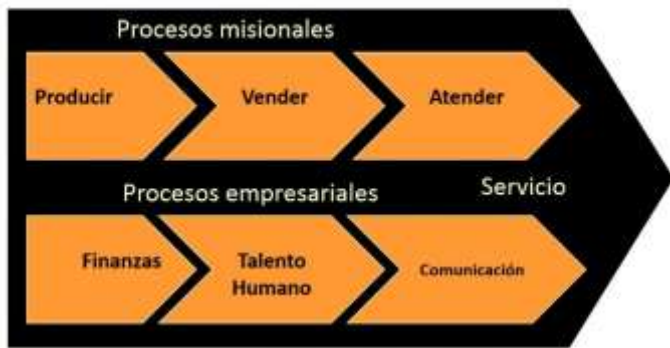 Procesos misionales
Producir
Vender
Atender
Procesos empresariales
Servicio
Finanzas
Talento
Humano
Comunicación